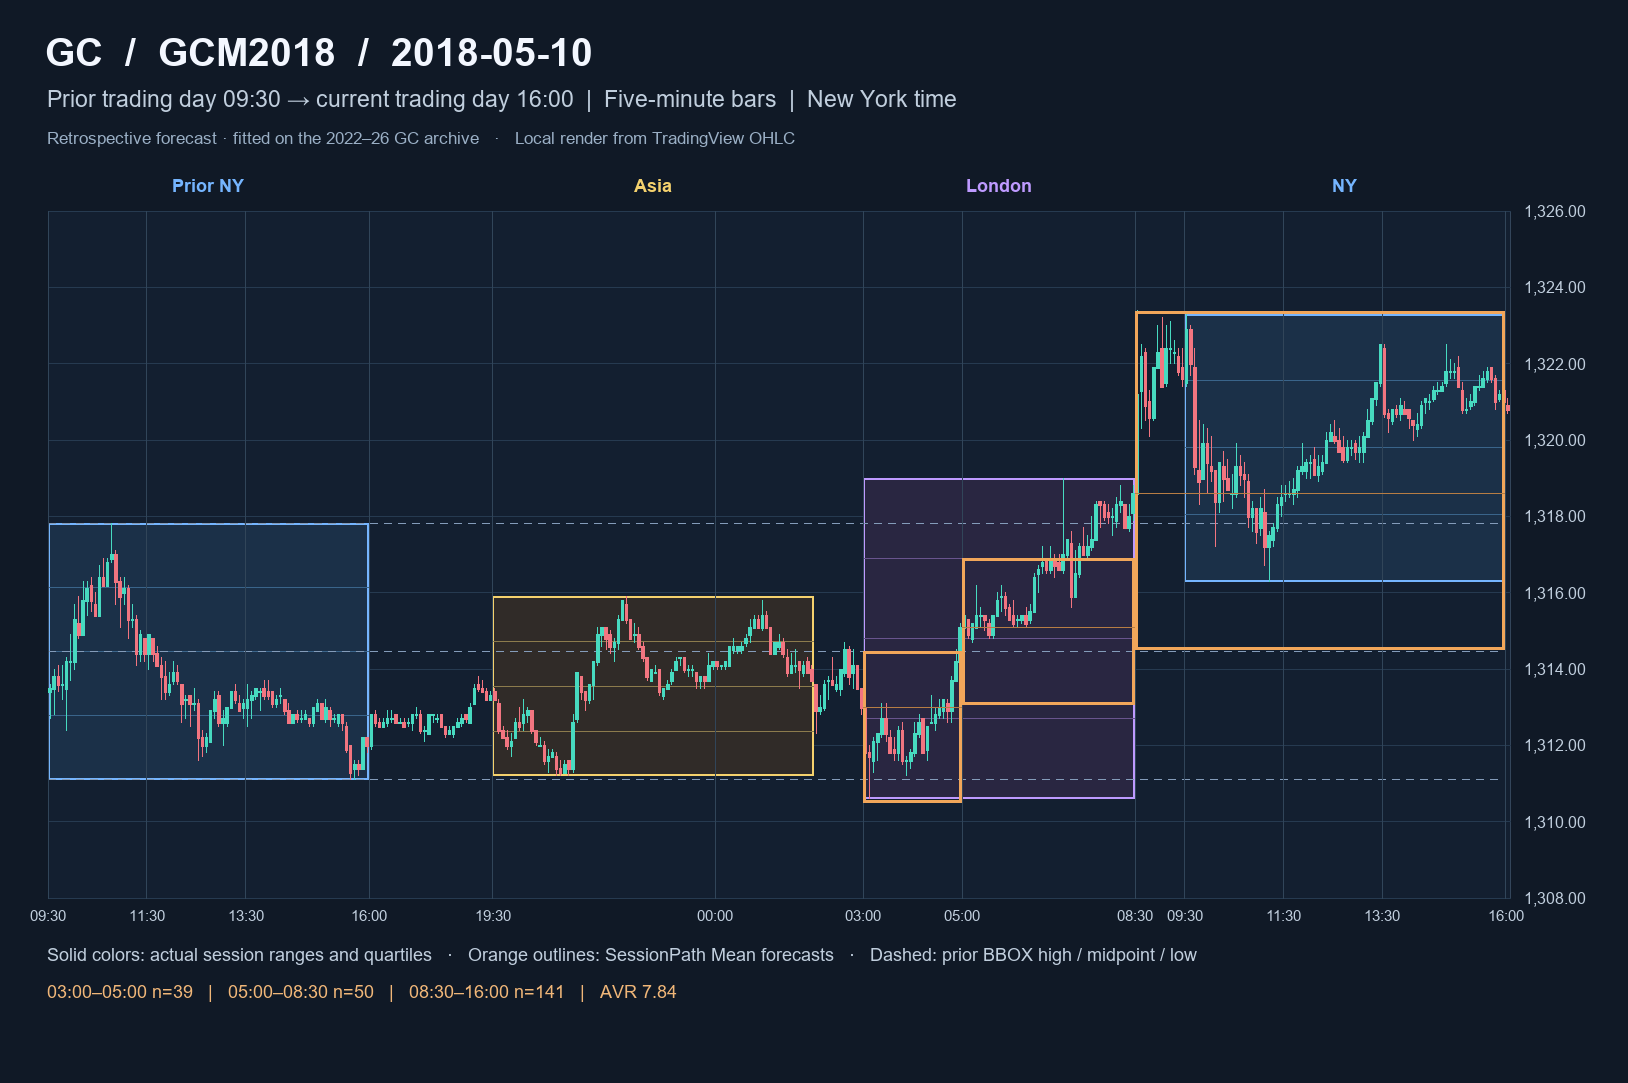 GC / GCM2018 / 2018-05-10
Prior trading day 09:30 → current trading day 16:00 | Five-minute bars | New York time
Retrospective forecast · fitted on the 2022–26 GC archive · Local render from TradingView OHLC
Prior NY Asia London NY
1,326.00
1,324.00
1,322.00
1,320.00
1,318.00
1,316.00
1,314.00
1,312.00
1,310.00
1,308.00
09:30 11:30 13:30 16:00 19:30 00:00 03:00 05:00 08:30 09:30 11:30 13:30 16:00
Solid colors: actual session ranges and quartiles · Orange outlines: SessionPath Mean forecasts · Dashed: prior BBOX high / midpoint / low
03:00–05:00 n=39 | 05:00–08:30 n=50 | 08:30–16:00 n=141 | AVR 7.84